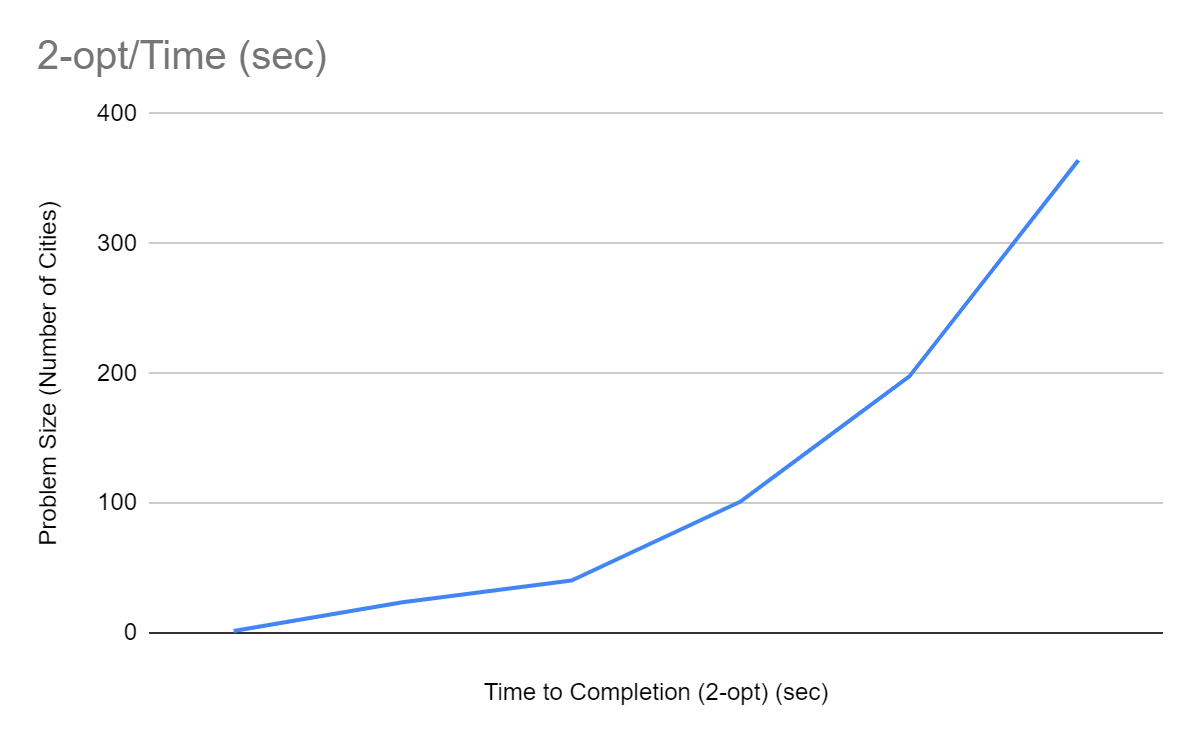 2-opt/Time (sec)
400
300
200
100
0
Problem Size (Number of Cities)
Time to Completion (2-opt) (sec)